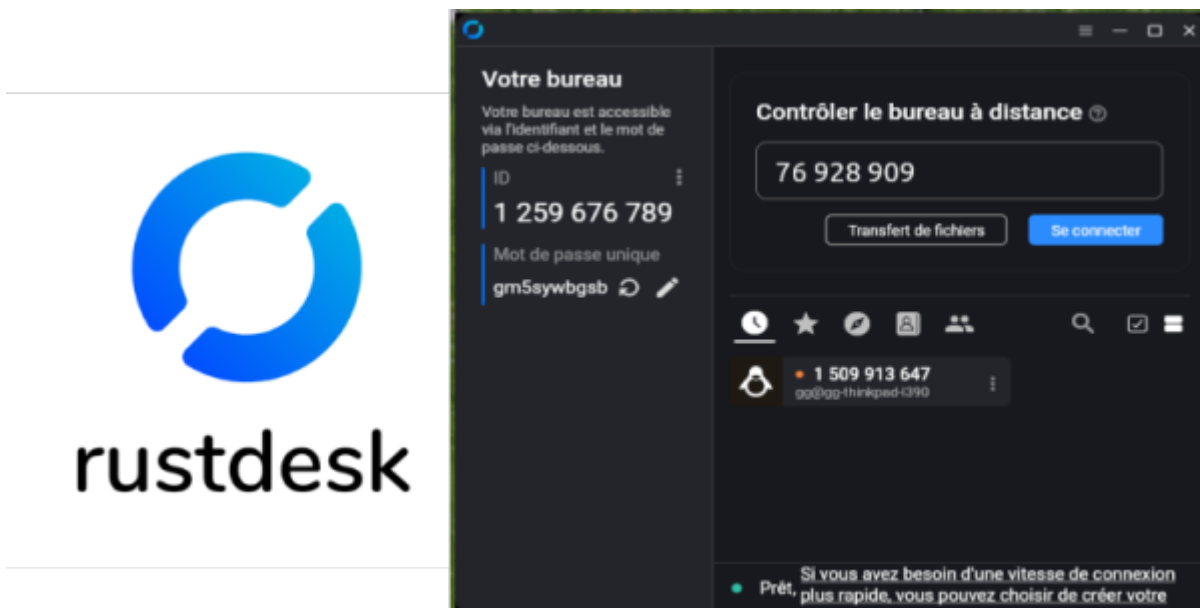 rustdesk
Votre bureau
Votre bureau est accessible
via l'identifiant et le mot de
passe ci-dessous.
ID
1 259 676 789
Mot de passe unique
gm5sywbgsb
Contrôler le bureau à distance
76 928 909
Transfert de fichiers
Se connecter
1 509 913 647
gg@gg-thinkpad-l390
Prêt,
Si vous avez besoin d'une vitesse de connexion
plus rapide, vous pouvez choisir de créer votre